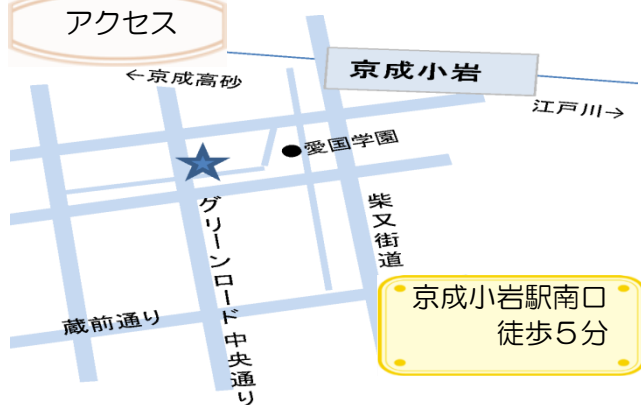 アクセス
京成小岩
←京成高砂
江戸川→
愛国学園
柴又街道
グリーンロード中央通り
蔵前通り
京成小岩駅南口
徒歩5分